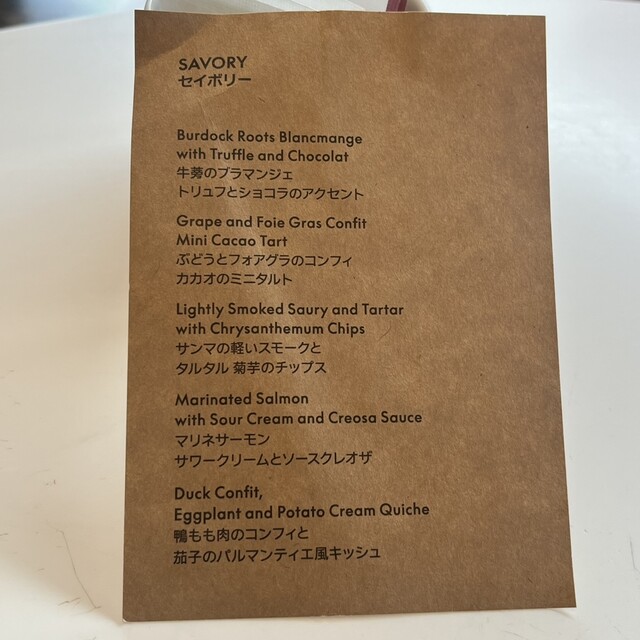 SAVORY
セイボリー
Burdock Roots Blancmange
with Truffle and Chocolat
牛蒡のブラマンジェ
トリュフとショコラのアクセント
Grape and Foie Gras Confit
Mini Cacao Tart
ぶどうとフォアグラのコンフィ
カカオのミニタルト
Lightly Smoked Saury and Tartar
with Chrysanthemum Chips
サンマの軽いスモークと
タルタル 菊芋のチップス
Marinated Salmon
with Sour Cream and Creosa Sauce
マリネサーモン
サワークリームとソースクレオザ
Duck Confit,
Eggplant and Potato Cream Quiche
鴨もも肉のコンフィと
茄子のパルマンティエ風キッシュ